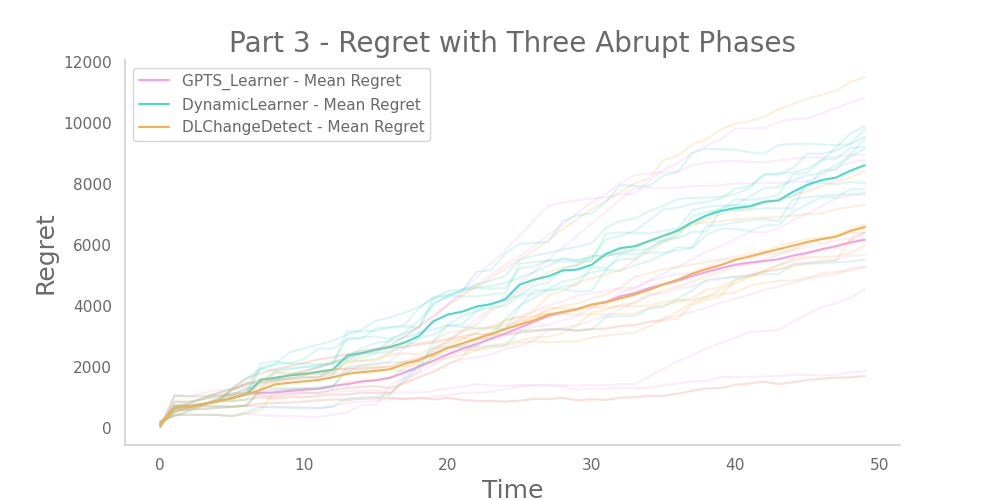 Part 3 - Regret with Three Abrupt Phases
12000
10000
8000
6000
4000
2000
0
Regret
GPTS_Learner - Mean Regret
DynamicLearner - Mean Regret
DLChangeDetect - Mean Regret
0 10 20 30 40 50
Time